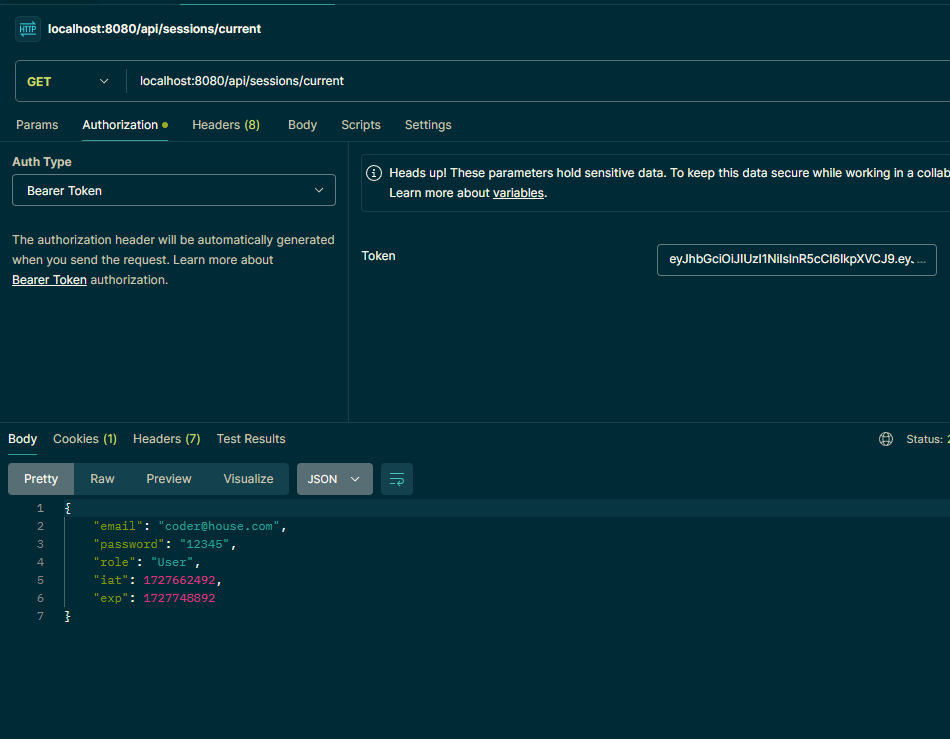 HTTP localhost:8080/api/sessions/current
GET localhost:8080/api/sessions/current
Params Authorization Headers (8) Body Scripts Settings
Auth Type
Bearer Token
The authorization header will be automatically generated
when you send the request. Learn more about
Bearer Token authorization.
Heads up! These parameters hold sensitive data. To keep this data secure while working in a collab
Learn more about variables.
Token
eyJhbGciOiJIUzI1NiIsInR5cCI6IkpXVCJ9.ey. ...
Body Cookies (1) Headers (7) Test Results
Status: 2
Pretty Raw Preview Visualize JSON
1 {
2 "email": "coder@house.com",
3 "password": "12345",
4 "role": "User",
5 "iat": 1727662492,
6 "exp": 1727748892
7 }